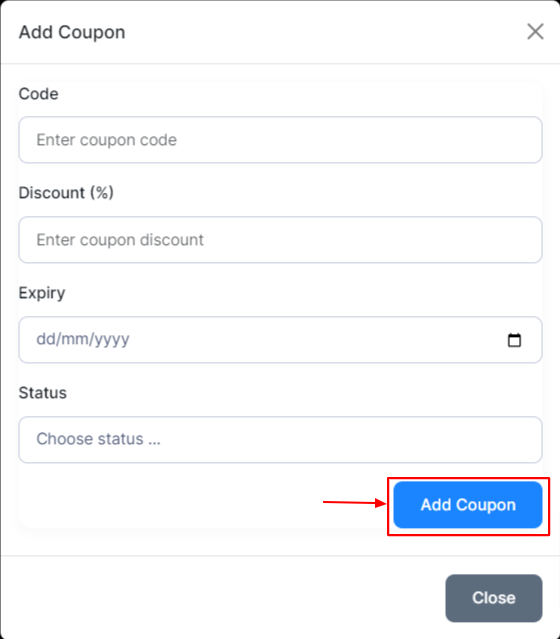 Add Coupon
Code
Enter coupon code
Discount (%)
Enter coupon discount
Expiry
dd/mm/yyyy
Status
Choose status ...
Add Coupon
Close